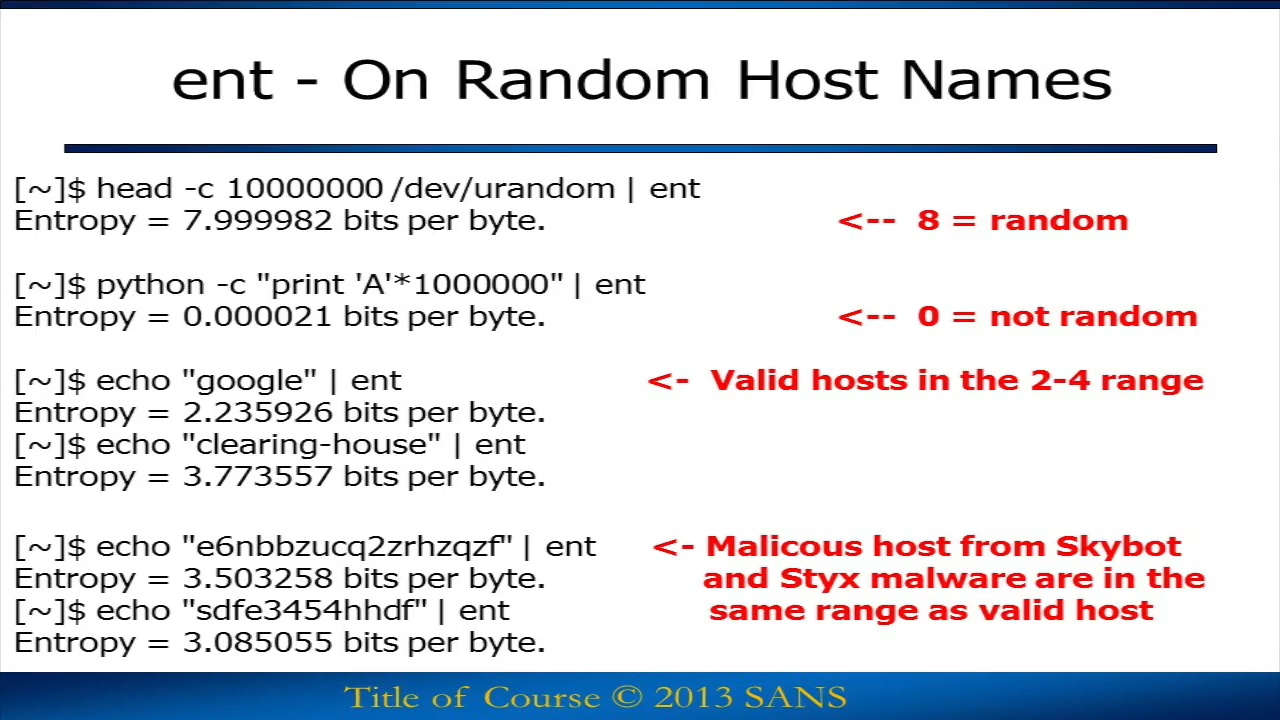 ent - On Random Host Names
[~]$ head -c 10000000 /dev/urandom | ent
Entropy = 7.999982 bits per byte. <-- 8 = random
[~]$ python -c "print 'A'*1000000" | ent
Entropy = 0.000021 bits per byte. <-- 0 = not random
[~]$ echo "google" | ent <- Valid hosts in the 2-4 range
Entropy = 2.235926 bits per byte.
[~]$ echo "clearing-house" | ent
Entropy = 3.773557 bits per byte.
[~]$ echo "e6nbbzucq2zrhzqzf" | ent <- Malicous host from Skybot
Entropy = 3.503258 bits per byte. and Styx malware are in the
[~]$ echo "sdfe3454hhdf" | ent same range as valid host
Entropy = 3.085055 bits per byte.
Title of Course © 2013 SANS